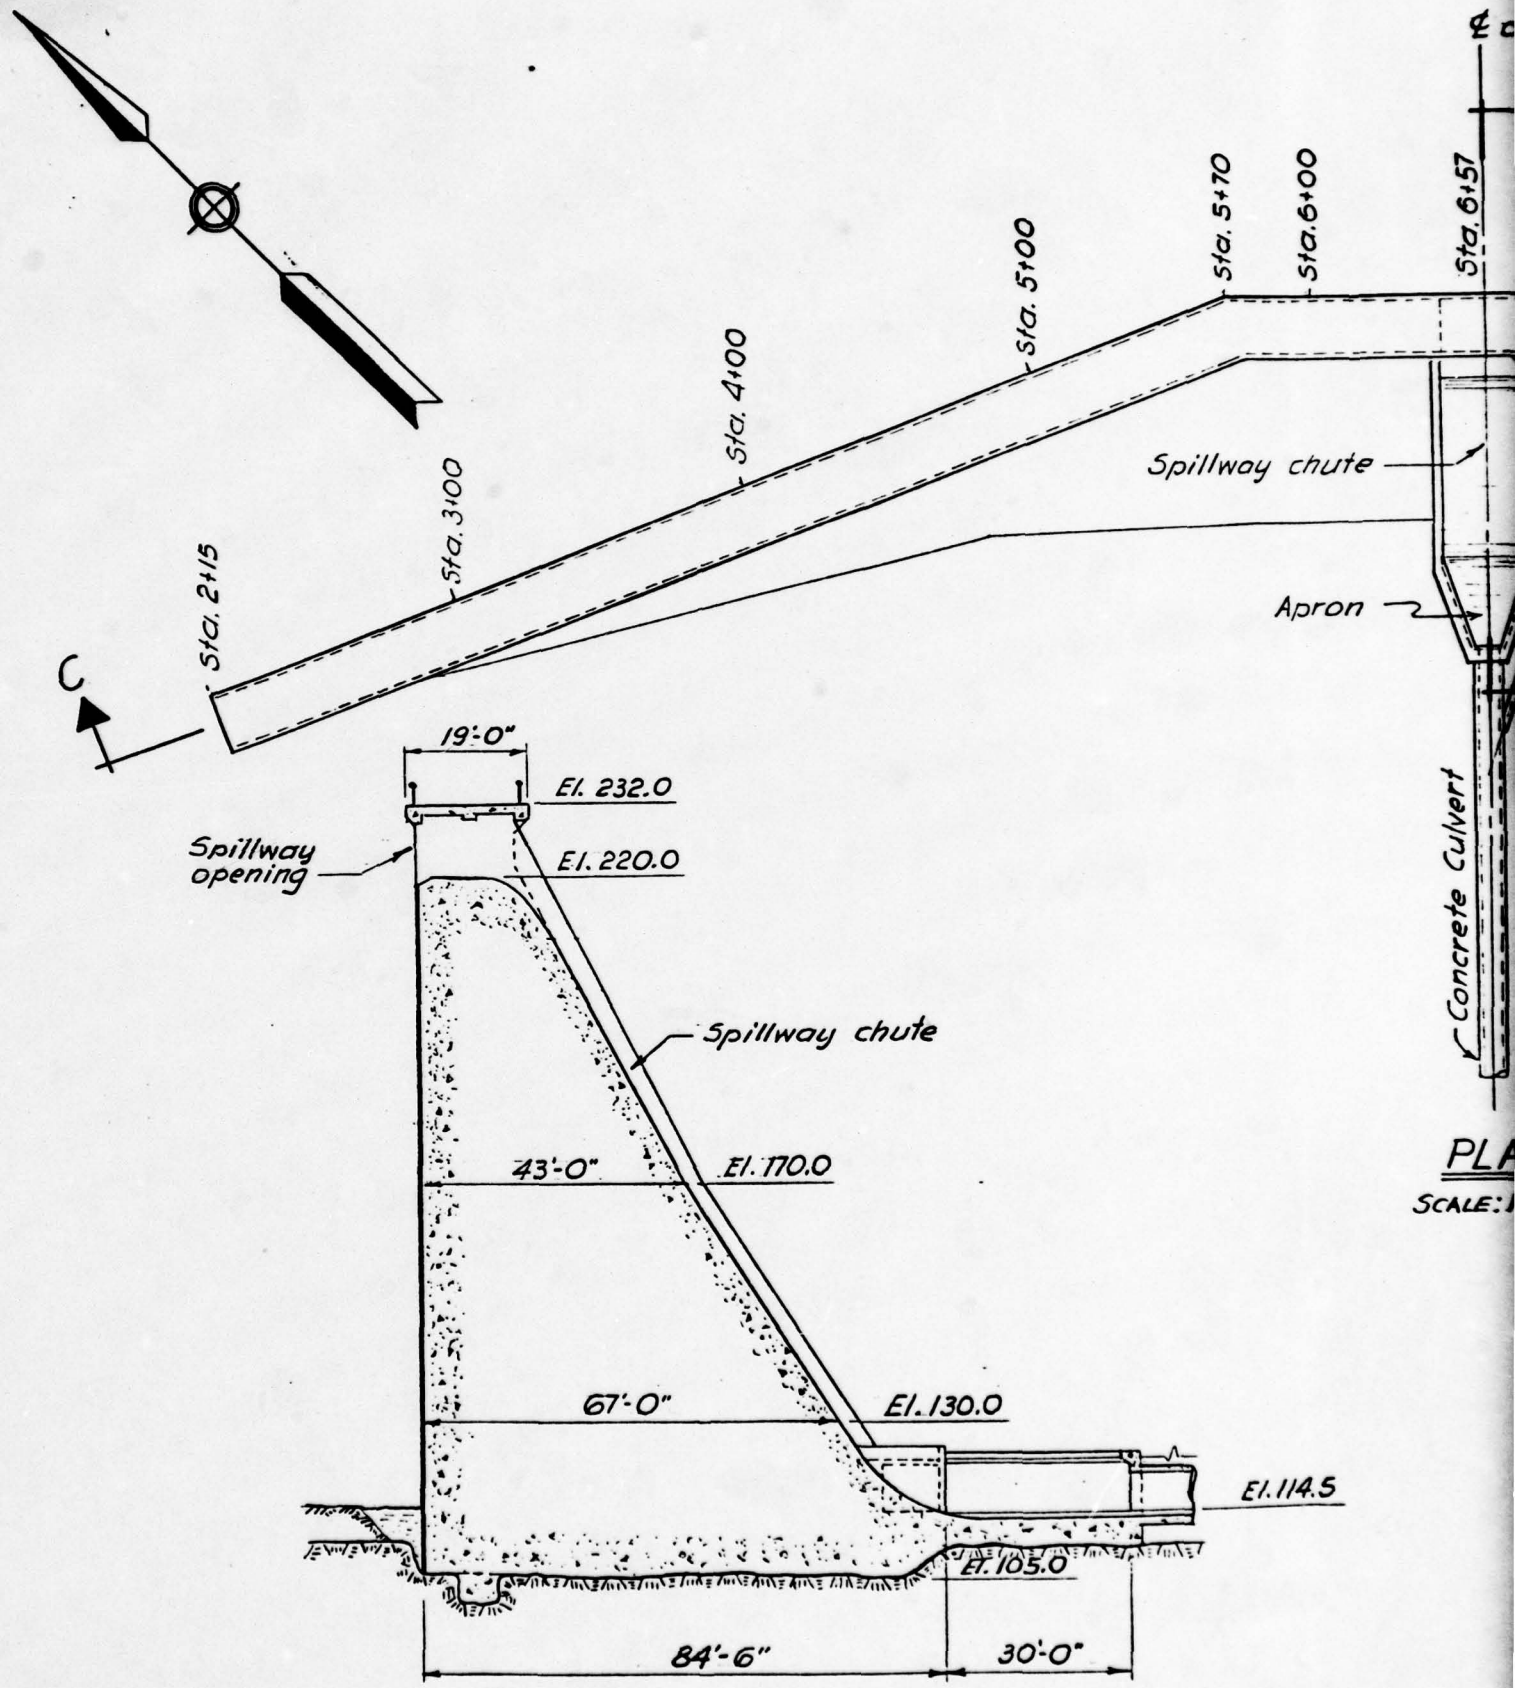 Sta. 2+15
Sta. 3+00
Sta. 4+00
Sta. 5+00
Sta. 5+70
Sta. 6+00
Sta. 6+57
Spillway chute
Apron
C
Concrete Culvert
PLA
SCALE: 1
19'-0"
El. 232.0
Spillway
opening
El. 220.0
Spillway chute
43'-0"
El. 170.0
67'-0"
El. 130.0
El. 114.5
El. 105.0
84'-6"
30'-0"